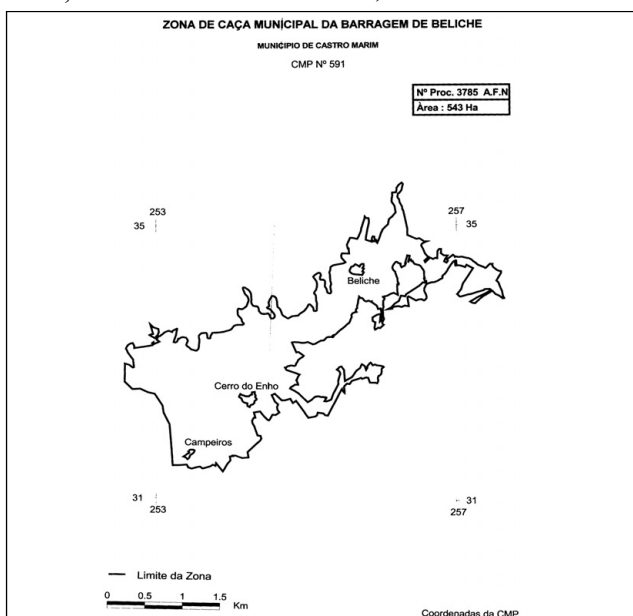 ZONA DE CAÇA MUNICIPAL DA BARRAGEM DE BELICHE
MUNICIPIO DE CASTRO MARIM
CMP Nº 591
Nº Proc. 3785 A.F.N
Àrea : 543 Ha
253
257
35
35
Beliche
Cerro do Enho
Campeiros
31
31
253
257
Limite da Zona
0 0.5 1 1.5
Km
Coordenadas da CMP